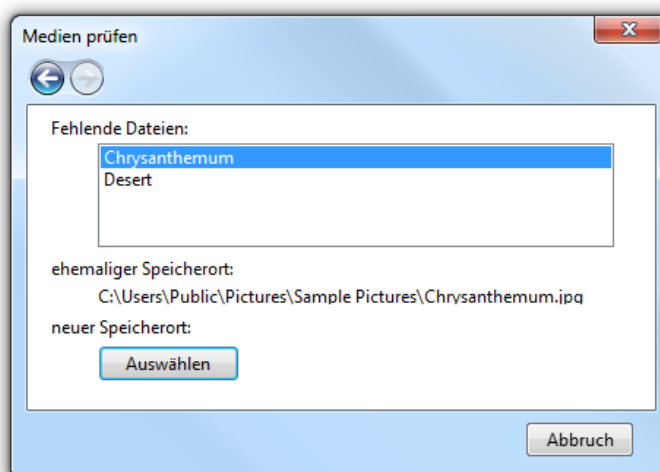 Medien prüfen
Fehlende Dateien:
Chrysanthemum
Desert
ehemaliger Speicherort:
C:\Users\Public\Pictures\Sample Pictures\Chrysanthemum.jpg
neuer Speicherort:
Auswählen
Abbruch